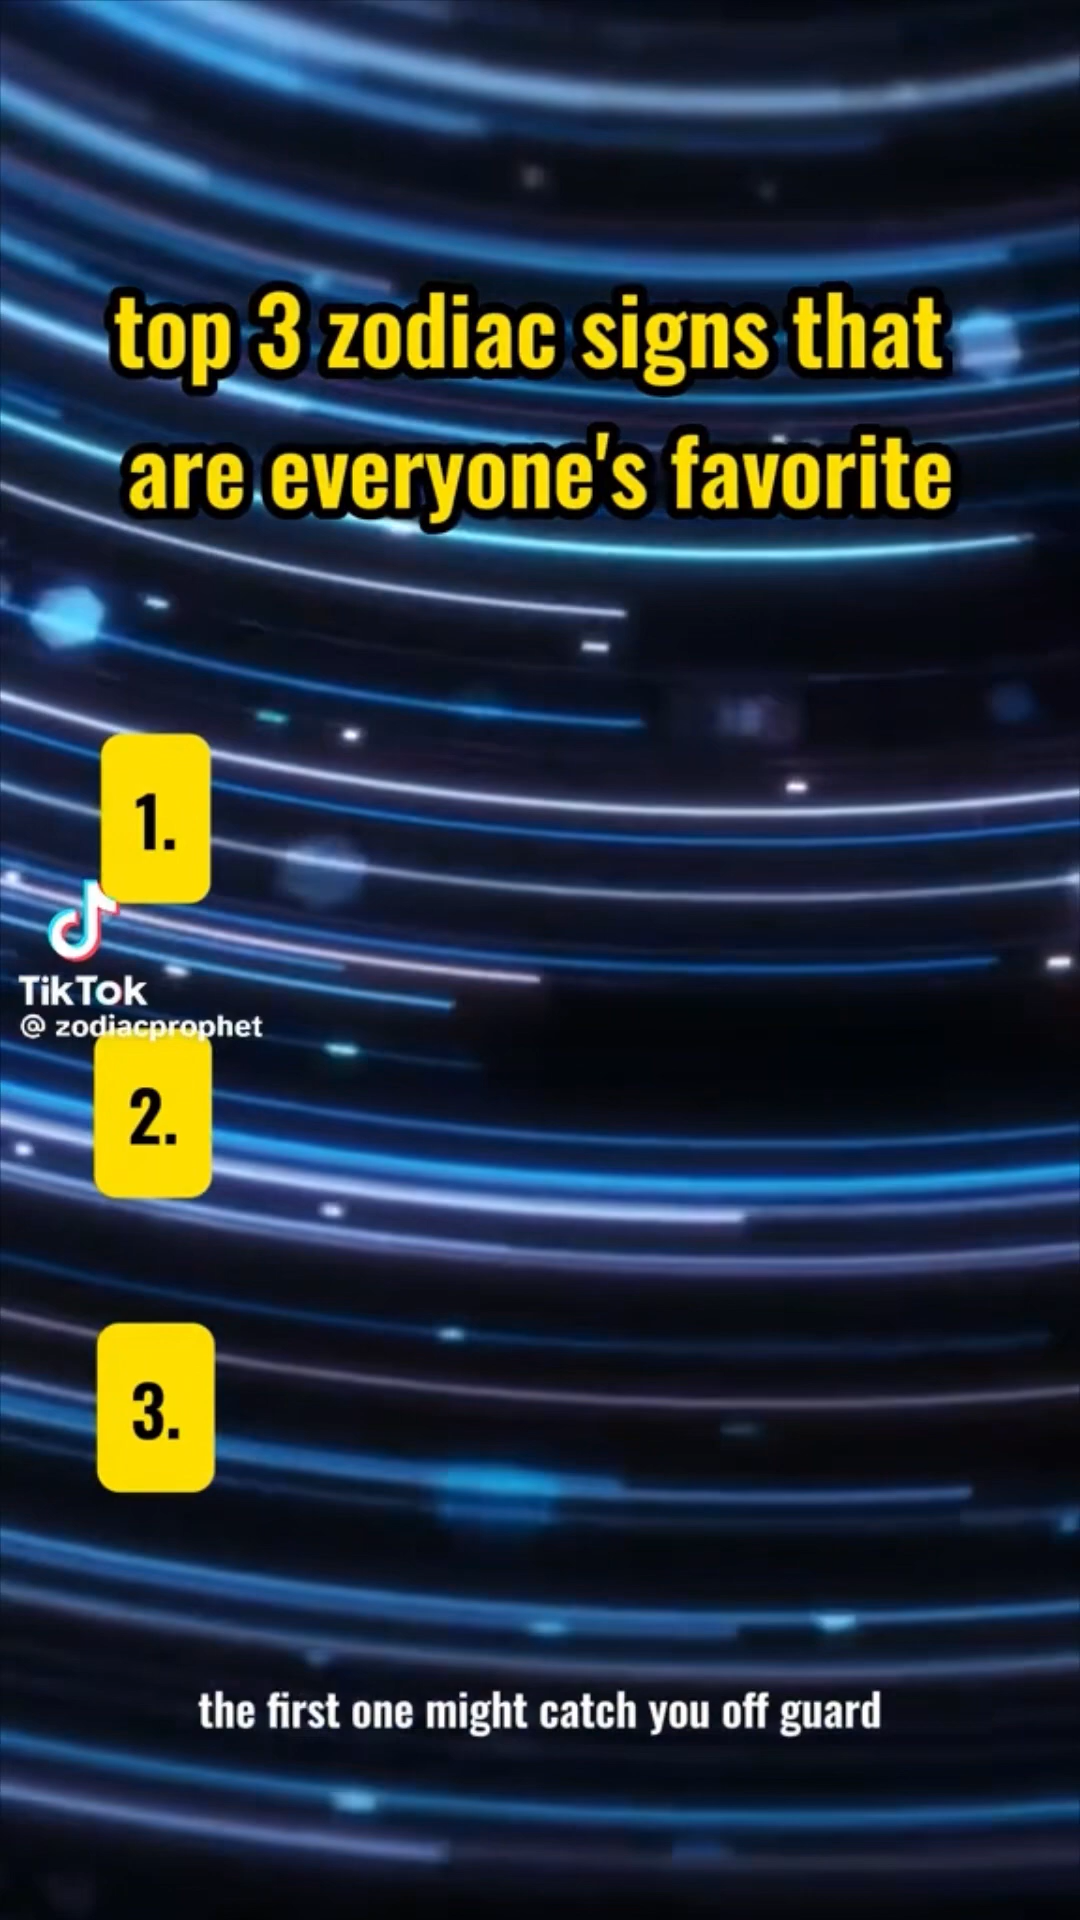 top 3 zodiac signs that
are everyone's favorite
1.
TikTok
@ zodiacprophet
2.
3.
the first one might catch you off guard